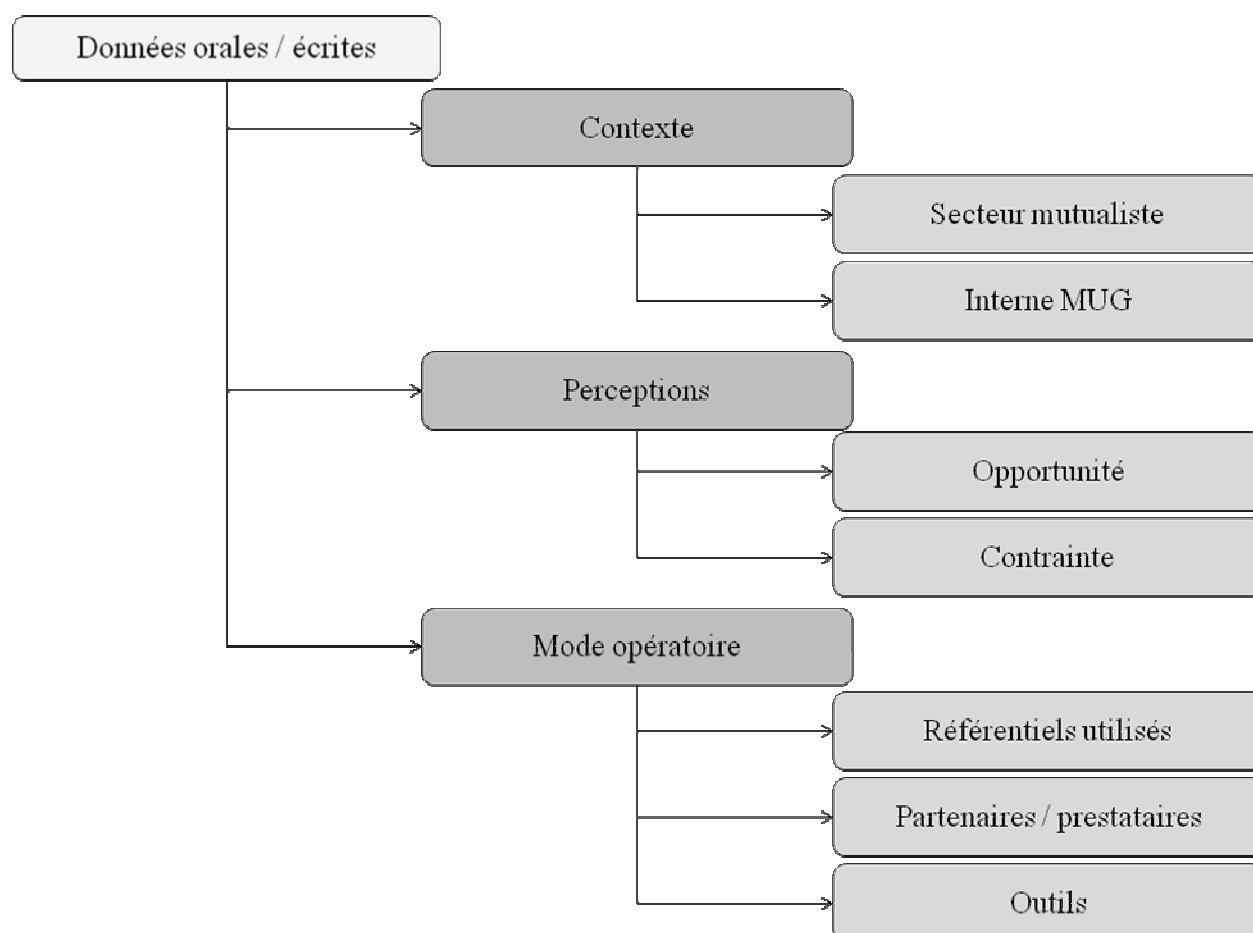 Données orales / écrites
Contexte
Secteur mutualiste
Interne MUG
Perceptions
Opportunité
Contrainte
Mode opératoire
Référentiels utilisés
Partenaires / prestataires
Outils